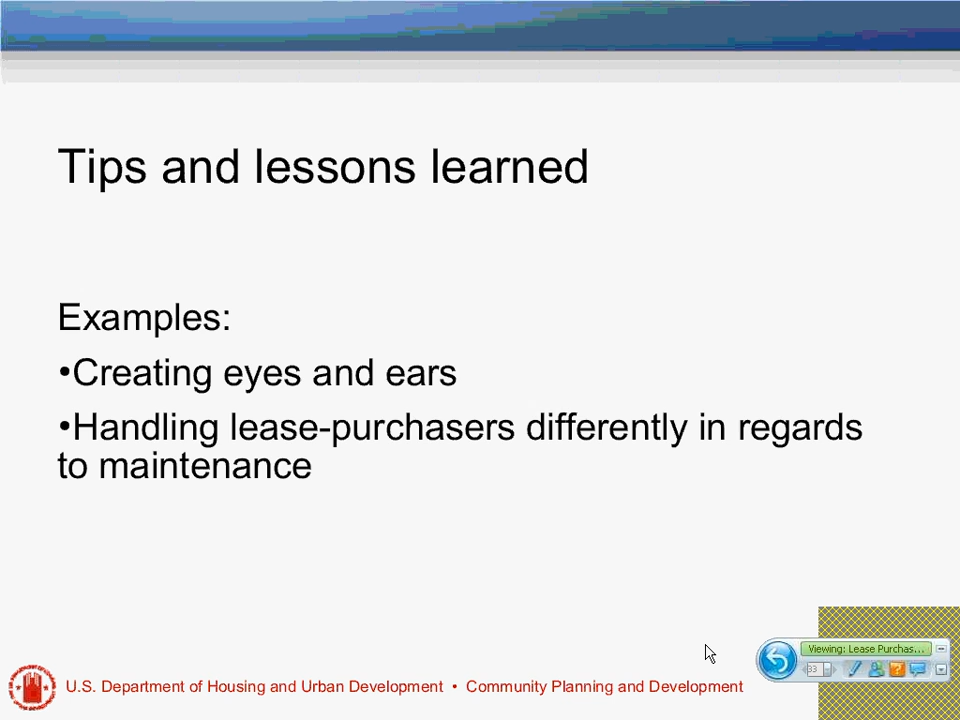 Tips and lessons learned
Examples:
•Creating eyes and ears
•Handling lease-purchasers differently in regards
to maintenance
Viewing: Lease Purchas...
33
U.S. Department of Housing and Urban Development • Community Planning and Development